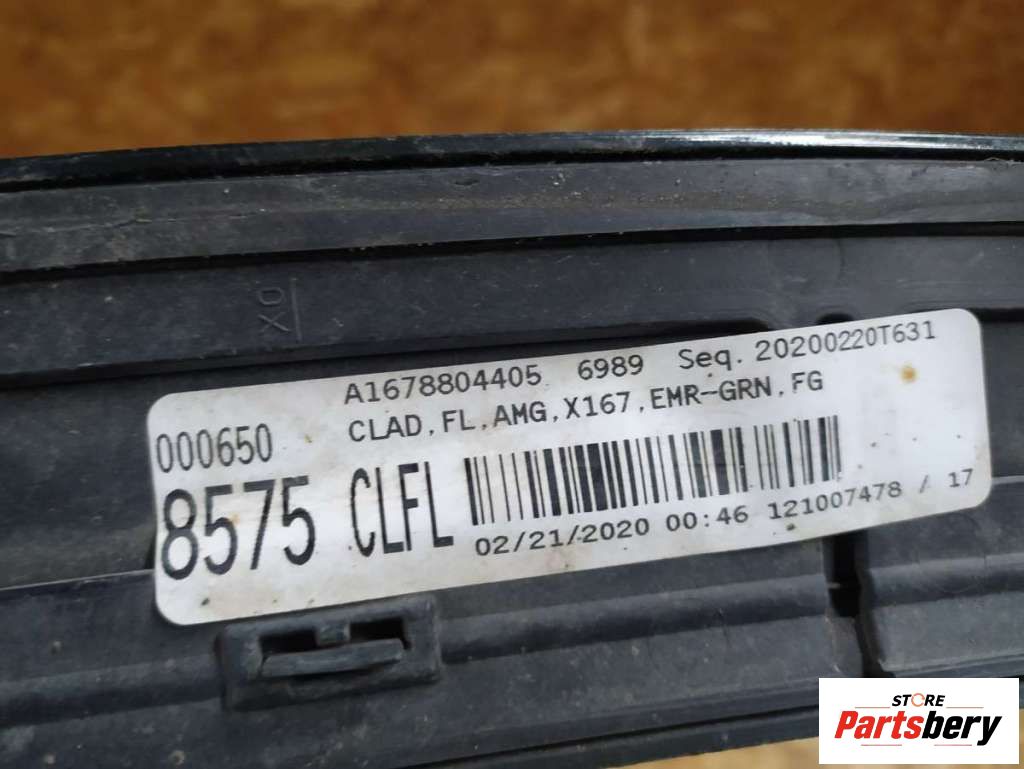 XO
A1678804405 6989 Seq. 20200220T631
CLAD,FL,AMG,X167,EMR-GRN,FG
000650
8575 CLFL
02/21/2020 00:46 121007478 / 17
STORE
Partsbery